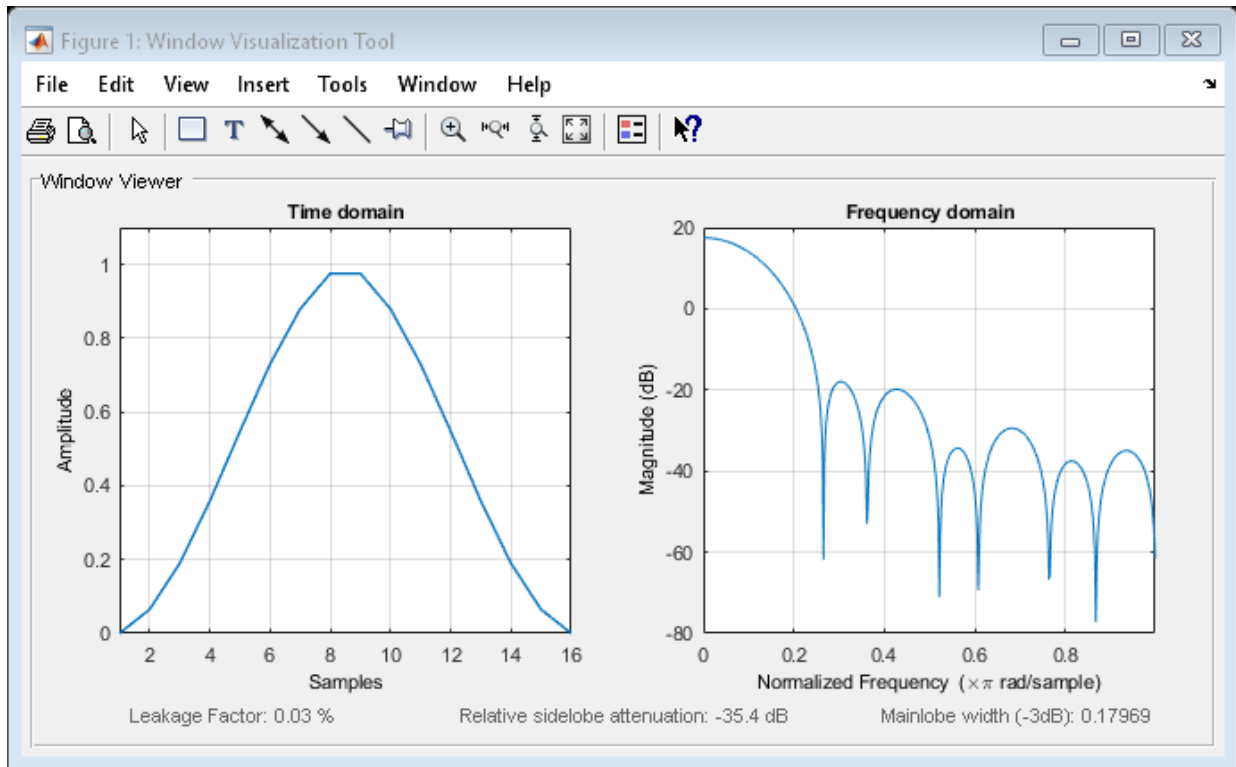 Figure 1: Window Visualization Tool
File Edit View Insert Tools Window Help
T
?
Window Viewer
Time domain
1
0.8
0.6
0.4
0.2
0
Amplitude
2 4 6 8 10 12 14 16
Samples
Frequency domain
20
0
-20
-40
-60
-80
Magnitude (dB)
0 0.2 0.4 0.6 0.8
Normalized Frequency (×π rad/sample)
Leakage Factor: 0.03 % Relative sidelobe attenuation: -35.4 dB Mainlobe width (-3dB): 0.17969